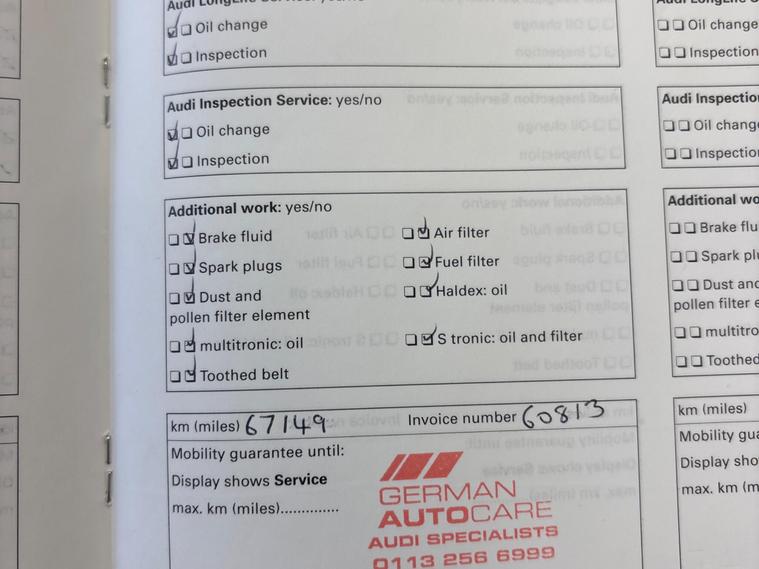 Oil change
Inspection
Audi Inspection Service: yes/no
Oil change
Inspection
Additional work: yes/no
Brake fluid
Air filter
Spark plugs
Fuel filter
Dust and
Haldex: oil
pollen filter element
multitronic: oil
S tronic: oil and filter
Toothed belt
km (miles) 67149
Invoice number 60813
Mobility guarantee until:
Display shows Service
max. km (miles)..............
GERMAN
AUTOCARE
AUDI SPECIALISTS
0113 256 6999
Oil change
Inspection
Audi Inspectio
Oil chang
Inspection
Additional wo
Brake flu
Spark plu
Dust and
pollen filter e
multitro
Toothed
km (miles)
Mobility gua
Display sho
max. km (m